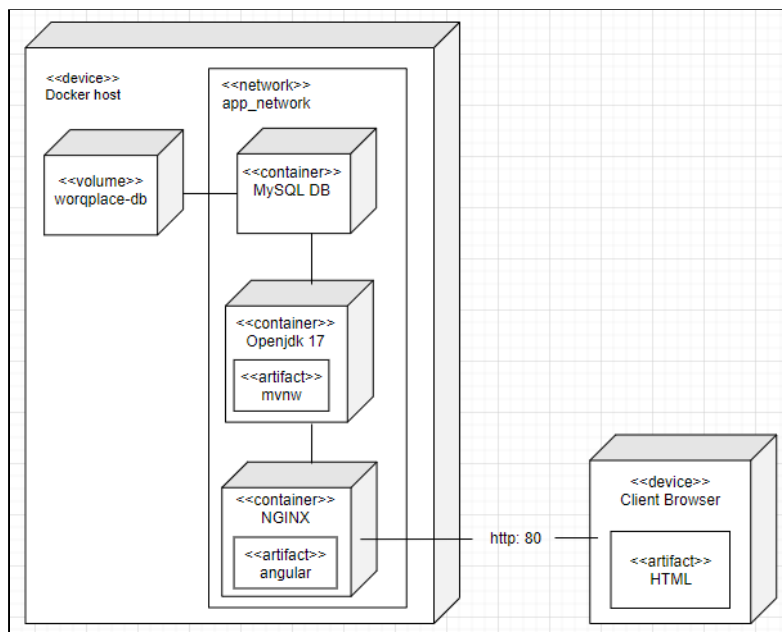 <<device>>
Docker host
<<network>>
app_network
<<volume>>
worqplace-db
<<container>>
MySQL DB
<<container>>
Openjdk 17
<<artifact>>
mvnw
<<container>>
NGINX
<<artifact>>
angular
http: 80
<<device>>
Client Browser
<<artifact>>
HTML